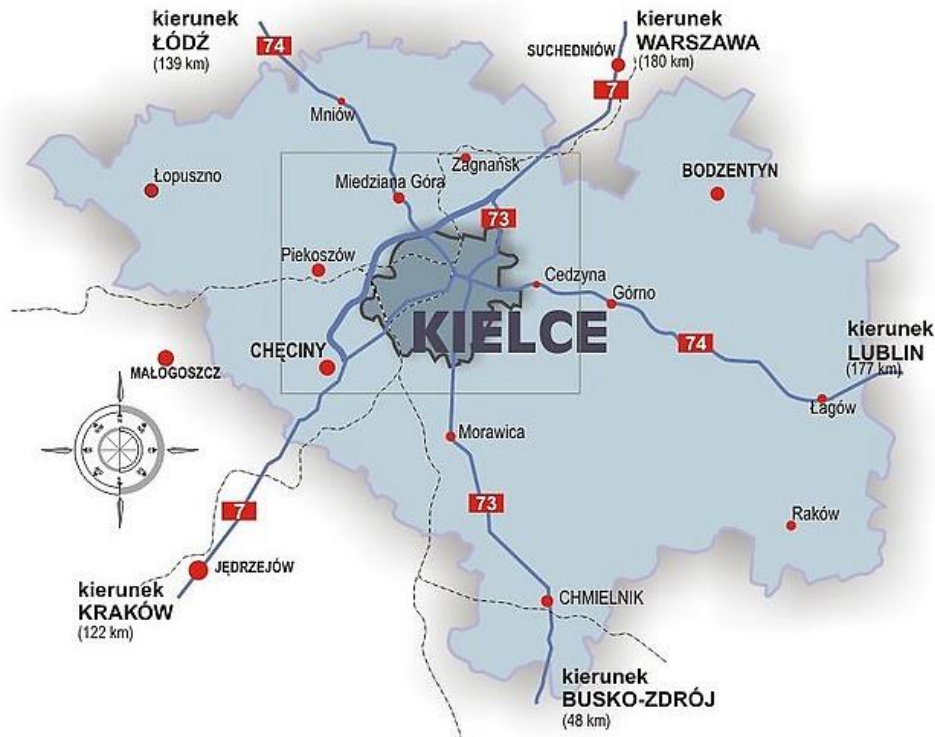 kierunek
ŁÓDŹ
(139 km)
74
kierunek
WARSZAWA
(180 km)
SUCHEDNIÓW
7
Mniów
Zagnańsk
Łopuszno
Miedziana Góra
BODZENTYN
73
Piekoszów
Cedzyna
Górno
KIELCE
kierunek
LUBLIN
(177 km)
74
CHĘCINY
MAŁOGOSZCZ
Łagów
Morawica
73
7
Raków
JĘDRZEJÓW
kierunek
KRAKÓW
(122 km)
CHMIELNIK
kierunek
BUSKO-ZDRÓJ
(48 km)